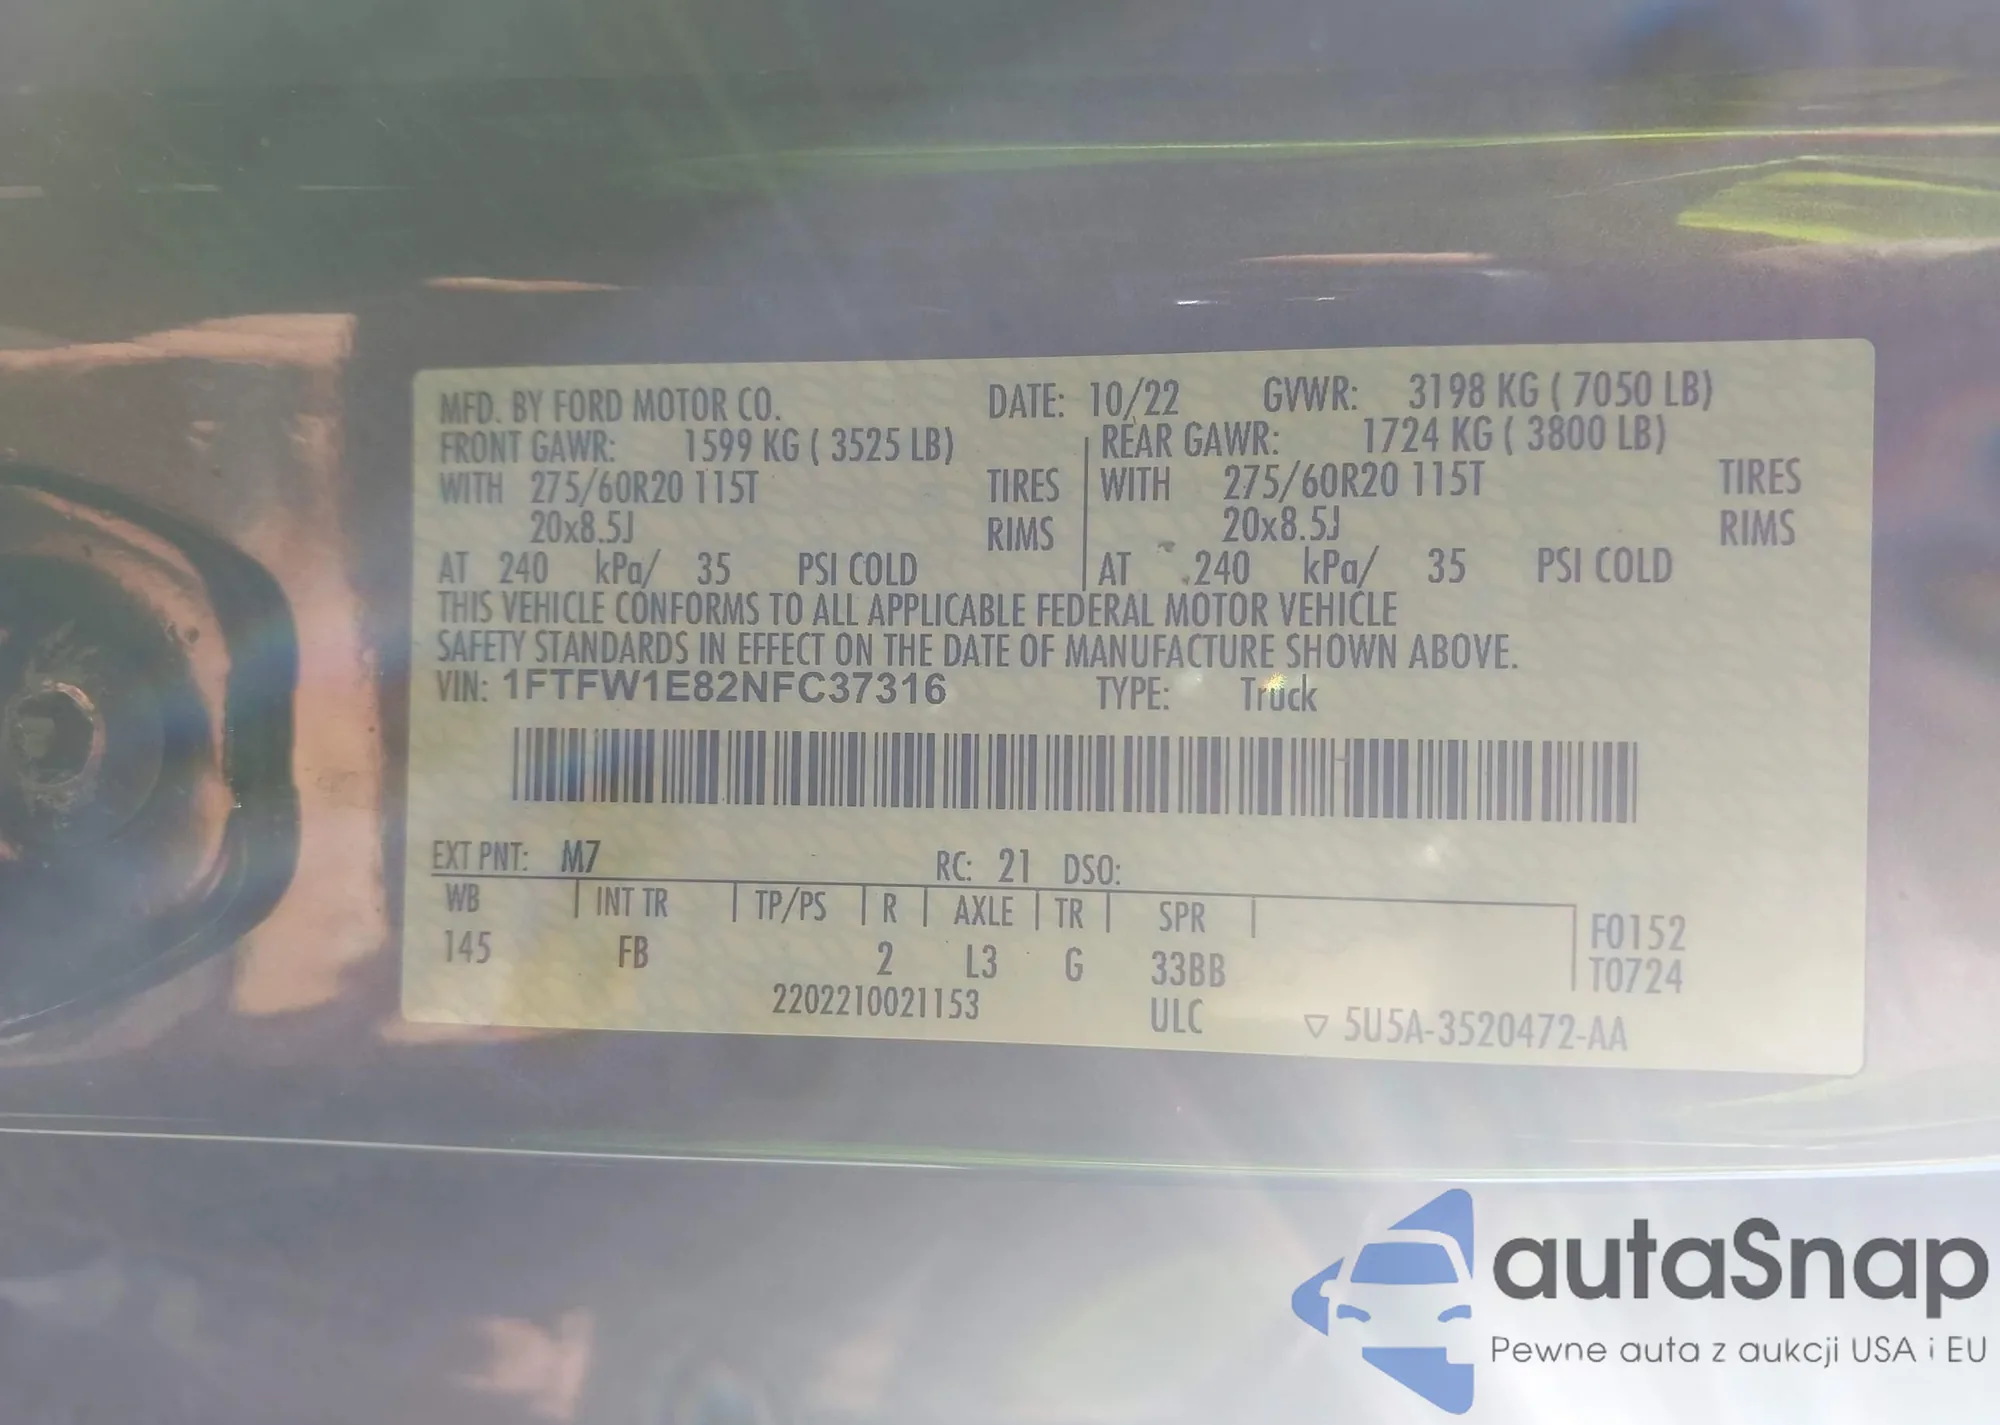 MFD. BY FORD MOTOR CO. DATE: 10/22 GVWR: 3198 KG ( 7050 LB)
FRONT GAWR: 1599 KG ( 3525 LB) REAR GAWR: 1724 KG ( 3800 LB)
WITH 275/60R20 115T TIRES WITH 275/60R20 115T TIRES
20x8.5J RIMS 20x8.5J RIMS
AT 240 kPa/ 35 PSI COLD AT 240 kPa/ 35 PSI COLD
THIS VEHICLE CONFORMS TO ALL APPLICABLE FEDERAL MOTOR VEHICLE
SAFETY STANDARDS IN EFFECT ON THE DATE OF MANUFACTURE SHOWN ABOVE.
VIN: 1FTFW1E82NFC37316 TYPE: Truck
EXT PNT: M7 RC: 21 DSO:
WB INT TR TP/PS R AXLE TR SPR F0152
145 FB 2 L3 G 33BB T0724
2202210021153 ULC ▽ 5U5A-3520472-AA
autaSnap
Pewne auta z aukcji USA i EU